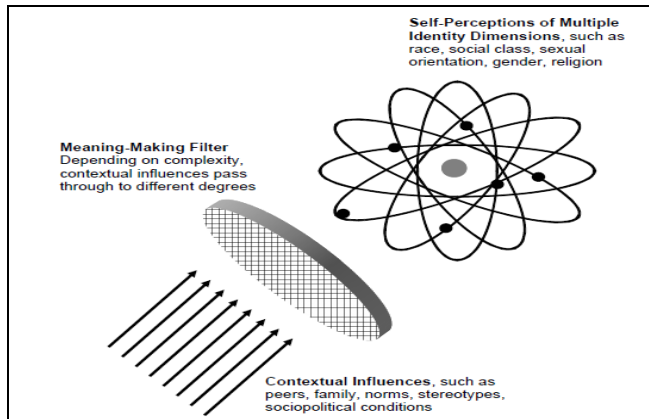 Self-Perceptions of Multiple
Identity Dimensions, such as
race, social class, sexual
orientation, gender, religion
Meaning-Making Filter
Depending on complexity,
contextual influences pass
through to different degrees
Contextual Influences, such as
peers, family, norms, stereotypes,
sociopolitical conditions